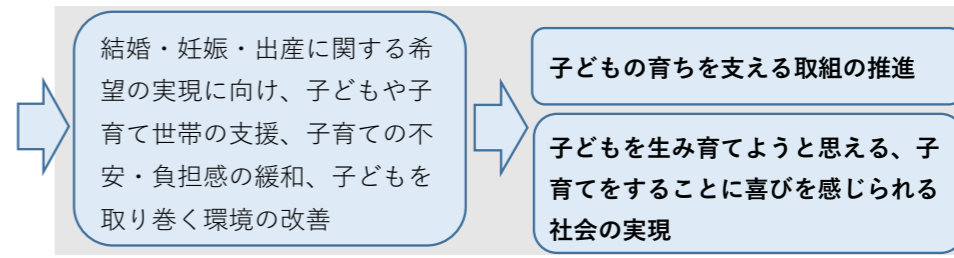 結婚・妊娠・出産に関する希
望の実現に向け、子どもや子
育て世帯の支援、子育ての不
安・負担感の緩和、子どもを
取り巻く環境の改善
子どもの育ちを支える取組の推進
子どもを生み育てようと思える、子
育てをすることに喜びを感じられる
社会の実現